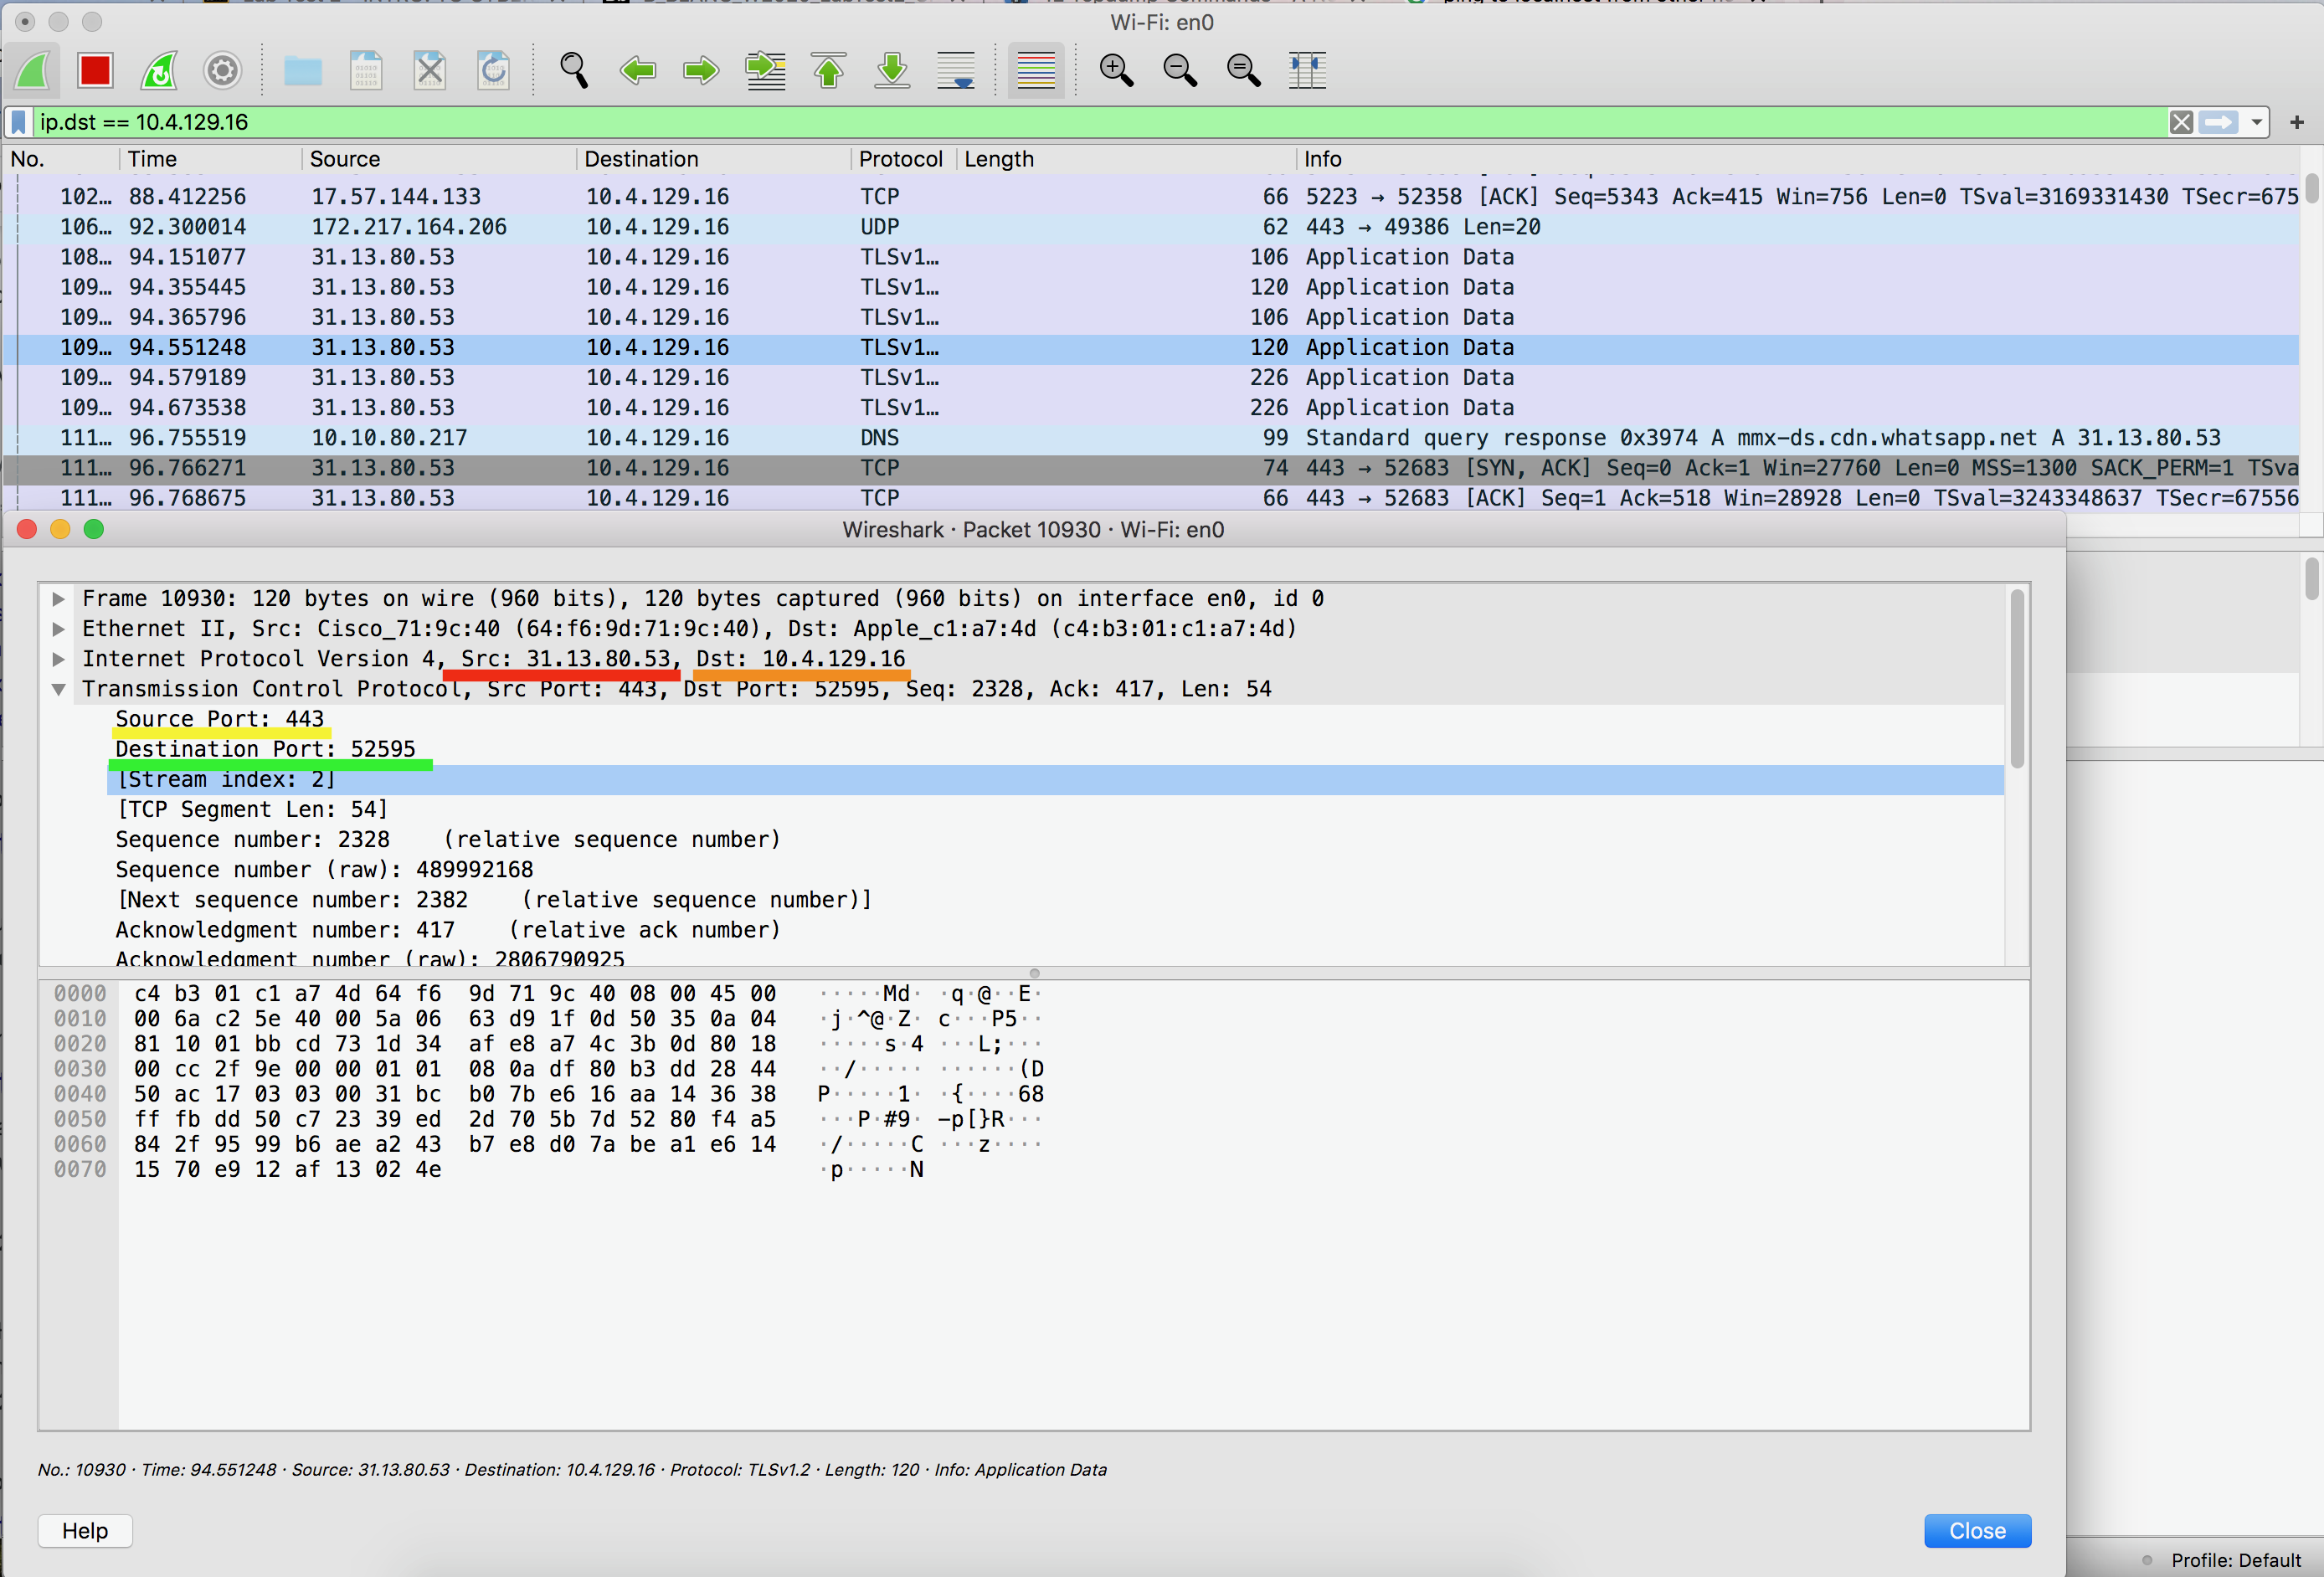 Wi-Fi: en0
ip.dst == 10.4.129.16
No. Time Source Destination Protocol Length Info
102… 88.412256 17.57.144.133 10.4.129.16 TCP 66 5223 → 52358 [ACK] Seq=5343 Ack=415 Win=756 Len=0 TSval=3169331430 TSecr=675
106… 92.300014 172.217.164.206 10.4.129.16 UDP 62 443 → 49386 Len=20
108… 94.151077 31.13.80.53 10.4.129.16 TLSv1… 106 Application Data
109… 94.355445 31.13.80.53 10.4.129.16 TLSv1… 120 Application Data
109… 94.365796 31.13.80.53 10.4.129.16 TLSv1… 106 Application Data
109… 94.551248 31.13.80.53 10.4.129.16 TLSv1… 120 Application Data
109… 94.579189 31.13.80.53 10.4.129.16 TLSv1… 226 Application Data
109… 94.673538 31.13.80.53 10.4.129.16 TLSv1… 226 Application Data
111… 96.755519 10.10.80.217 10.4.129.16 DNS 99 Standard query response 0x3974 A mmx-ds.cdn.whatsapp.net A 31.13.80.53
111… 96.766271 31.13.80.53 10.4.129.16 TCP 74 443 → 52683 [SYN, ACK] Seq=0 Ack=1 Win=27760 Len=0 MSS=1300 SACK_PERM=1 TSva
111… 96.768675 31.13.80.53 10.4.129.16 TCP 66 443 → 52683 [ACK] Seq=1 Ack=518 Win=28928 Len=0 TSval=3243348637 TSecr=67556
Wireshark · Packet 10930 · Wi-Fi: en0
Frame 10930: 120 bytes on wire (960 bits), 120 bytes captured (960 bits) on interface en0, id 0
Ethernet II, Src: Cisco_71:9c:40 (64:f6:9d:71:9c:40), Dst: Apple_c1:a7:4d (c4:b3:01:c1:a7:4d)
Internet Protocol Version 4, Src: 31.13.80.53, Dst: 10.4.129.16
Transmission Control Protocol, Src Port: 443, Dst Port: 52595, Seq: 2328, Ack: 417, Len: 54
Source Port: 443
Destination Port: 52595
[Stream index: 2]
[TCP Segment Len: 54]
Sequence number: 2328 (relative sequence number)
Sequence number (raw): 489992168
[Next sequence number: 2382 (relative sequence number)]
Acknowledgment number: 417 (relative ack number)
Acknowledgment number (raw): 2806790925
0000 c4 b3 01 c1 a7 4d 64 f6 9d 71 9c 40 08 00 45 00 ·····Md· ·q·@··E·
0010 00 6a c2 5e 40 00 5a 06 63 d9 1f 0d 50 35 0a 04 ·j·^@·Z· c···P5··
0020 81 10 01 bb cd 73 1d 34 af e8 a7 4c 3b 0d 80 18 ·····s·4 ···L;···
0030 00 cc 2f 9e 00 00 01 01 08 0a df 80 b3 dd 28 44 ··/····· ······(D
0040 50 ac 17 03 03 00 31 bc b0 7b e6 16 aa 14 36 38 P·····1· ·{····68
0050 ff fb dd 50 c7 23 39 ed 2d 70 5b 7d 52 80 f4 a5 ···P·#9· -p[}R···
0060 84 2f 95 99 b6 ae a2 43 b7 e8 d0 7a be a1 e6 14 ·/·····C ···z····
0070 15 70 e9 12 af 13 02 4e ·p·····N
No.: 10930 · Time: 94.551248 · Source: 31.13.80.53 · Destination: 10.4.129.16 · Protocol: TLSv1.2 · Length: 120 · Info: Application Data
Help Close
Profile: Default